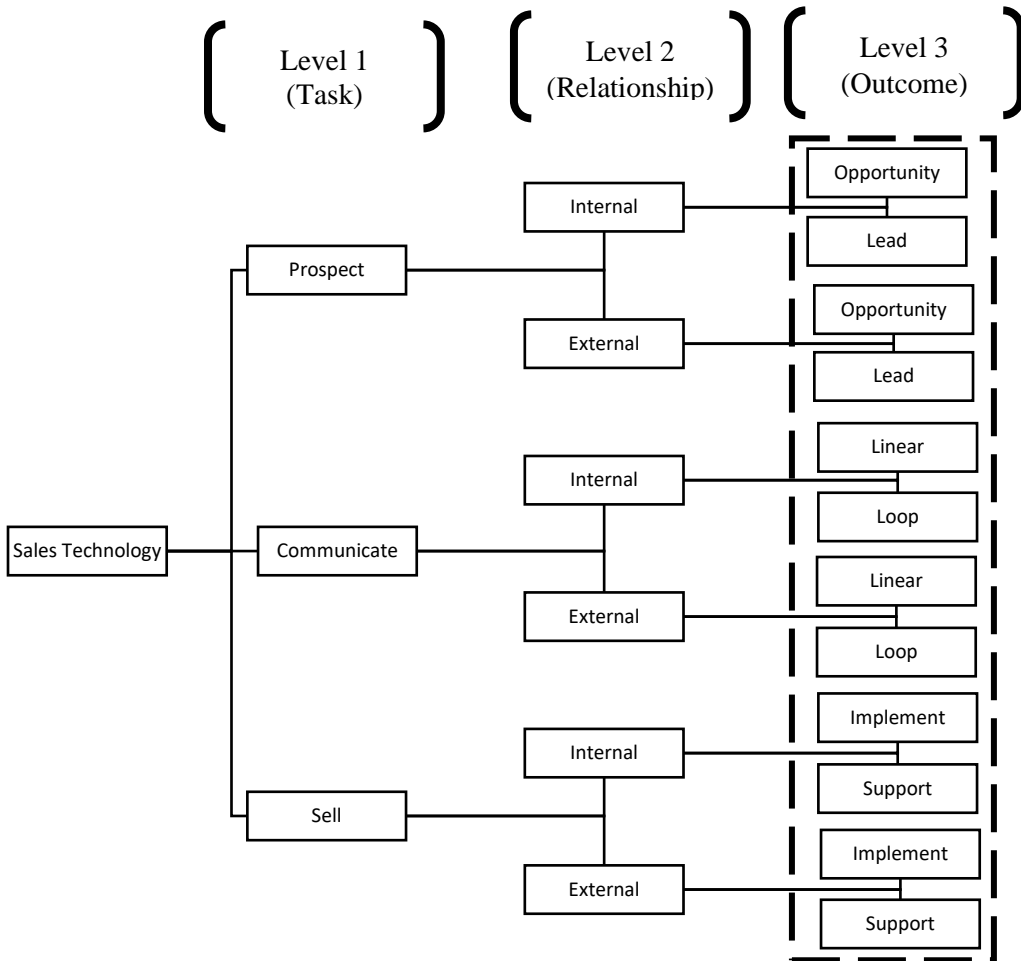 Level 1
(Task)
Level 2
(Relationship)
Level 3
(Outcome)
Sales Technology
Prospect
Internal
Opportunity
Lead
External
Opportunity
Lead
Communicate
Internal
Linear
Loop
External
Linear
Loop
Sell
Internal
Implement
Support
External
Implement
Support